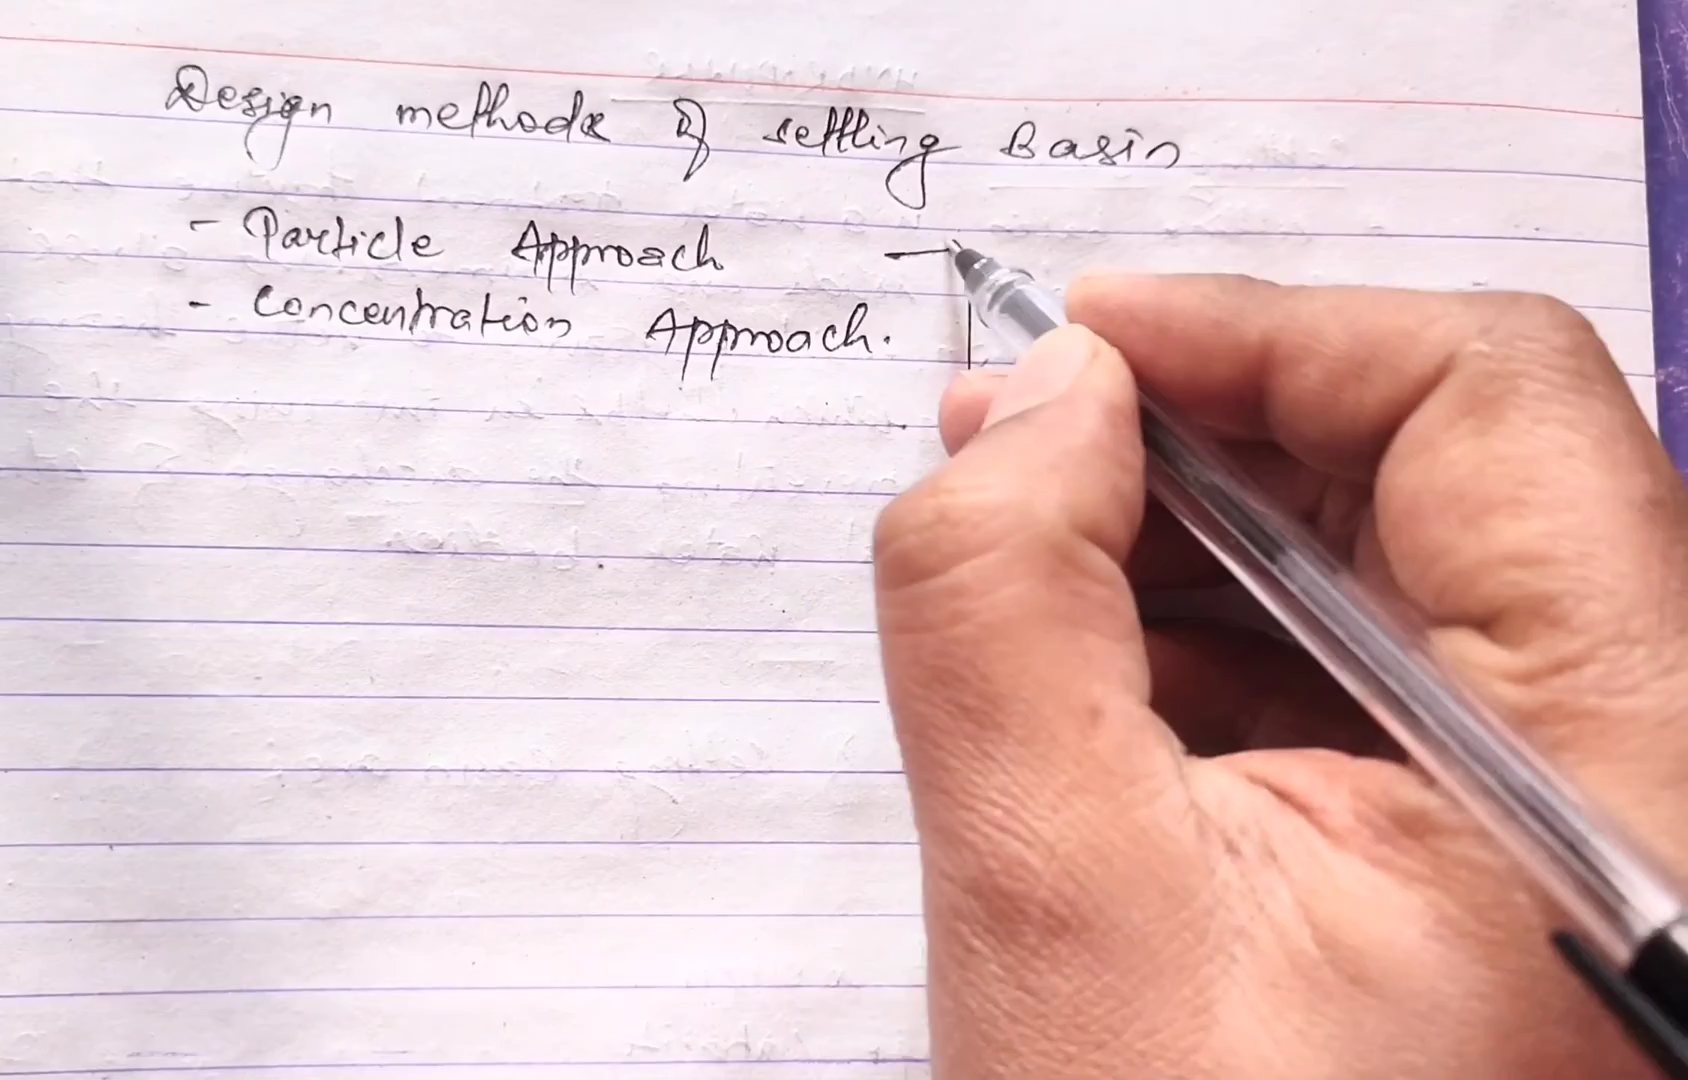 Design methods of settling Basin
- Particle Approach
- Concentration Approach.